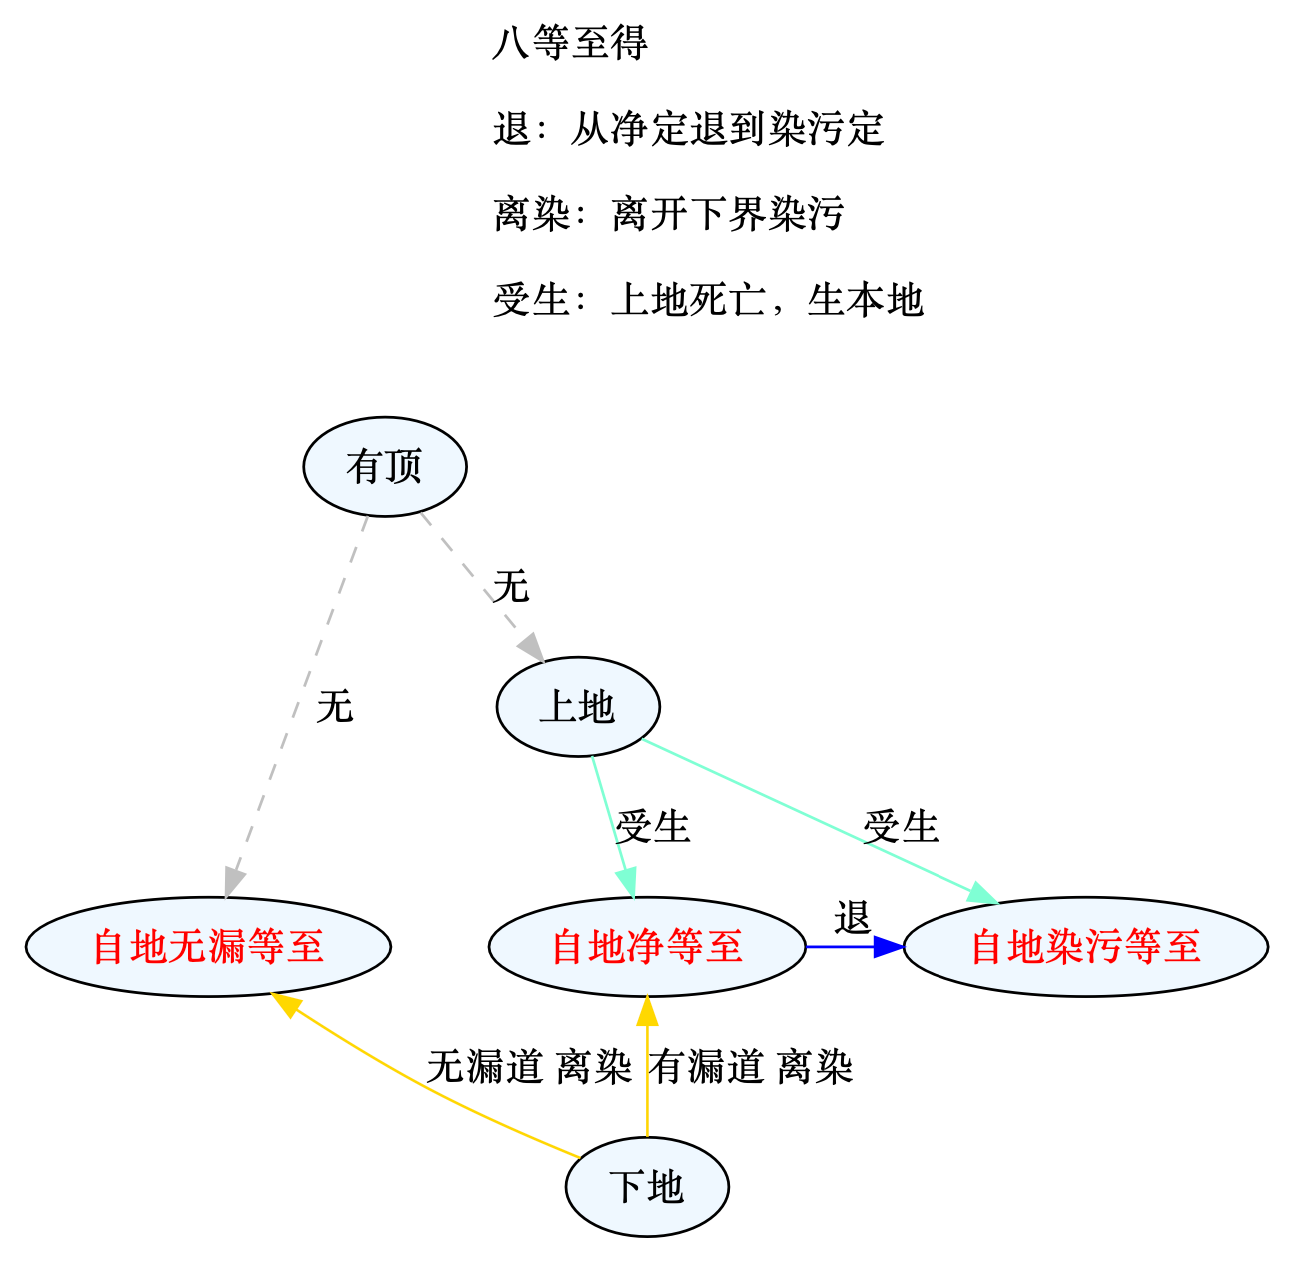 八等至得
退：从净定退到染污定
离染：离开下界染污
受生：上地死亡，生本地
有顶
无
上地
无
受生
受生
退
自地无漏等至
自地净等至
自地染污等至
无漏道 离染
有漏道 离染
下地